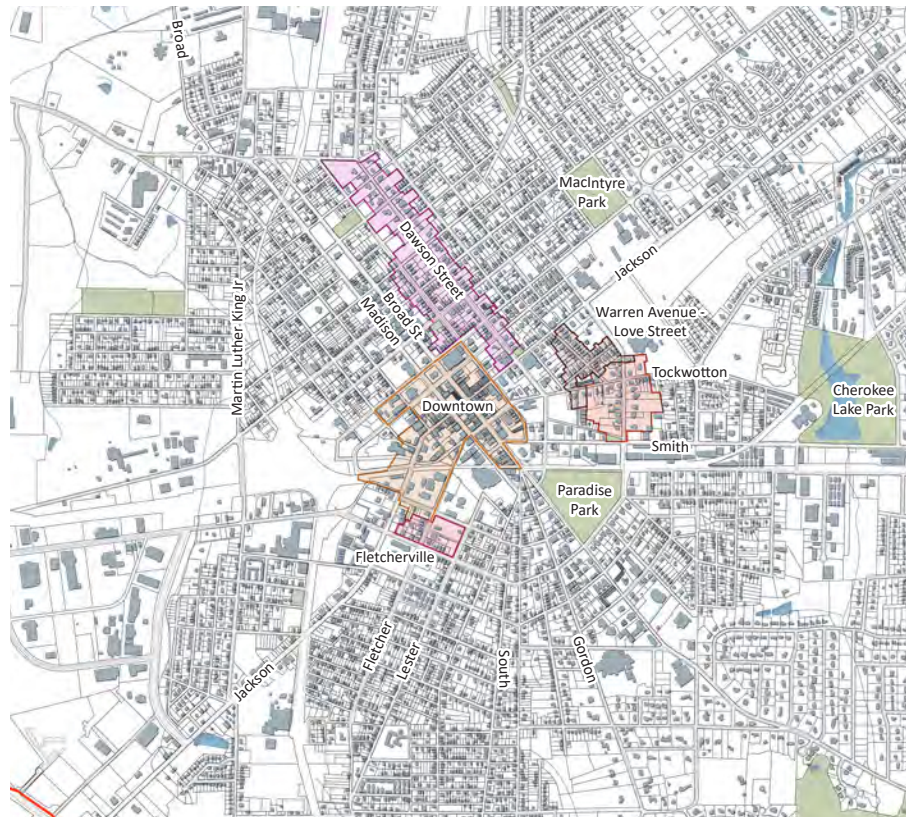 Broad
MacIntyre
Park
Dawson Street
Jackson
Broad St
Madison
Martin Luther King Jr
Warren Avenue -
Love Street
Tockwotton
Downtown
Cherokee
Lake Park
Smith
Paradise
Park
Fletcherville
Fletcher
Lester
South
Gordon
Jackson